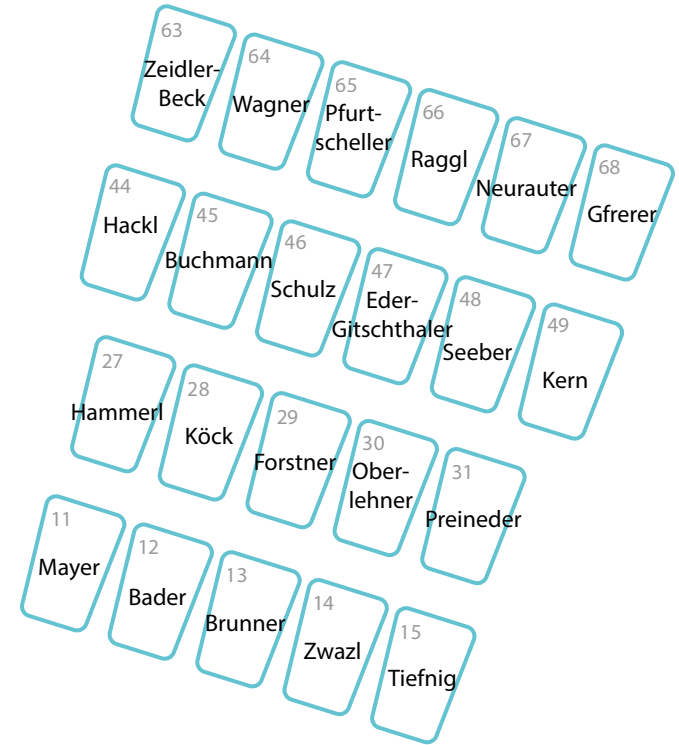 63
Zeidler-
Beck
64
Wagner
65
Pfurt-
scheller
66
Raggl
67
Neurauter
68
Gfrerer
44
Hackl
45
Buchmann
46
Schulz
47
Eder-
Gitschthaler
48
Seeber
49
Kern
27
Hammerl
28
Köck
29
Forstner
30
Ober-
lehner
31
Preineder
11
Mayer
12
Bader
13
Brunner
14
Zwazl
15
Tiefnig